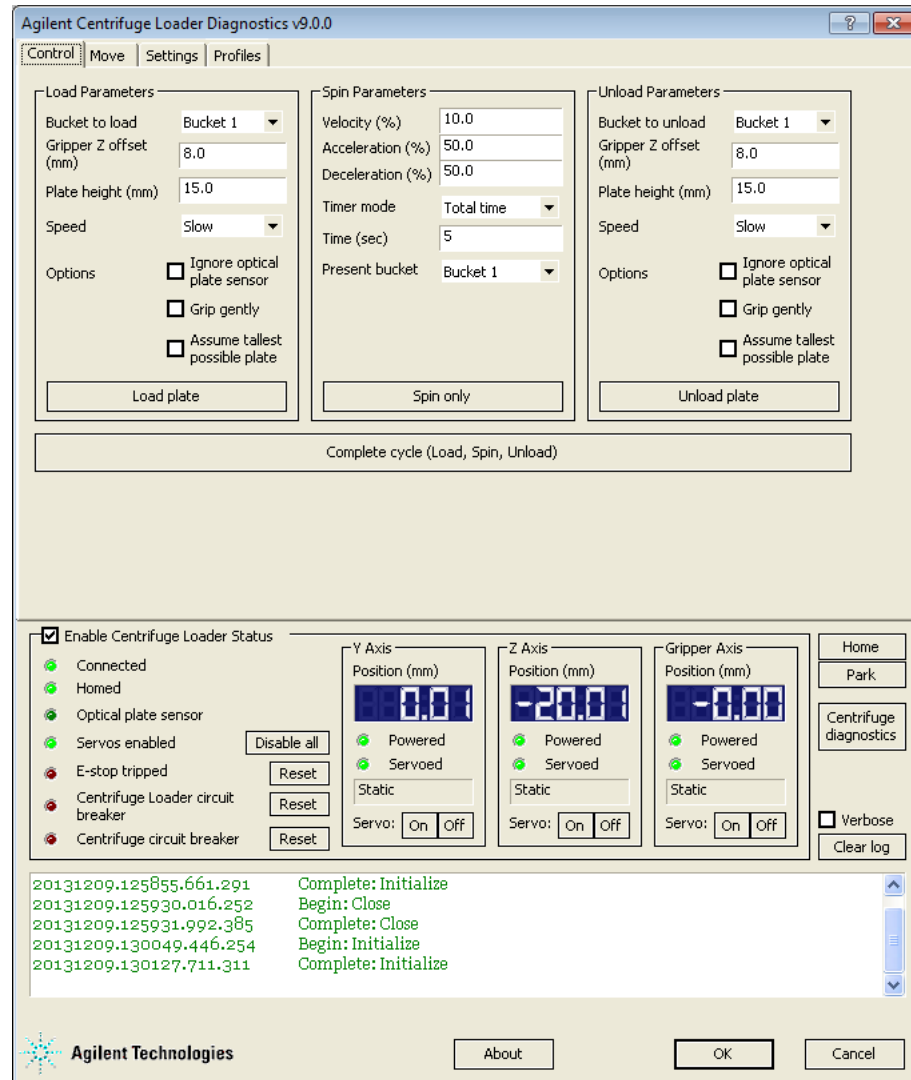 Agilent Centrifuge Loader Diagnostics v9.0.0
Control Move Settings Profiles
Load Parameters
Bucket to load Bucket 1
Gripper Z offset
(mm) 8.0
Plate height (mm) 15.0
Speed Slow
Options Ignore optical
plate sensor
Grip gently
Assume tallest
possible plate
Load plate
Spin Parameters
Velocity (%) 10.0
Acceleration (%) 50.0
Deceleration (%) 50.0
Timer mode Total time
Time (sec) 5
Present bucket Bucket 1
Spin only
Unload Parameters
Bucket to unload Bucket 1
Gripper Z offset
(mm) 8.0
Plate height (mm) 15.0
Speed Slow
Options Ignore optical
plate sensor
Grip gently
Assume tallest
possible plate
Unload plate
Complete cycle (Load, Spin, Unload)
Enable Centrifuge Loader Status
Connected
Homed
Optical plate sensor
Servos enabled Disable all
E-stop tripped Reset
Centrifuge Loader circuit
breaker Reset
Centrifuge circuit breaker Reset
Y Axis
Position (mm)
0.01
Powered
Servoed
Static
Servo: On Off
Z Axis
Position (mm)
-20.01
Powered
Servoed
Static
Servo: On Off
Gripper Axis
Position (mm)
-0.00
Powered
Servoed
Static
Servo: On Off
Home
Park
Centrifuge
diagnostics
Verbose
Clear log
20131209.125855.661.291 Complete: Initialize
20131209.125930.016.252 Begin: Close
20131209.125931.992.385 Complete: Close
20131209.130049.446.254 Begin: Initialize
20131209.130127.711.311 Complete: Initialize
Agilent Technologies
About OK Cancel